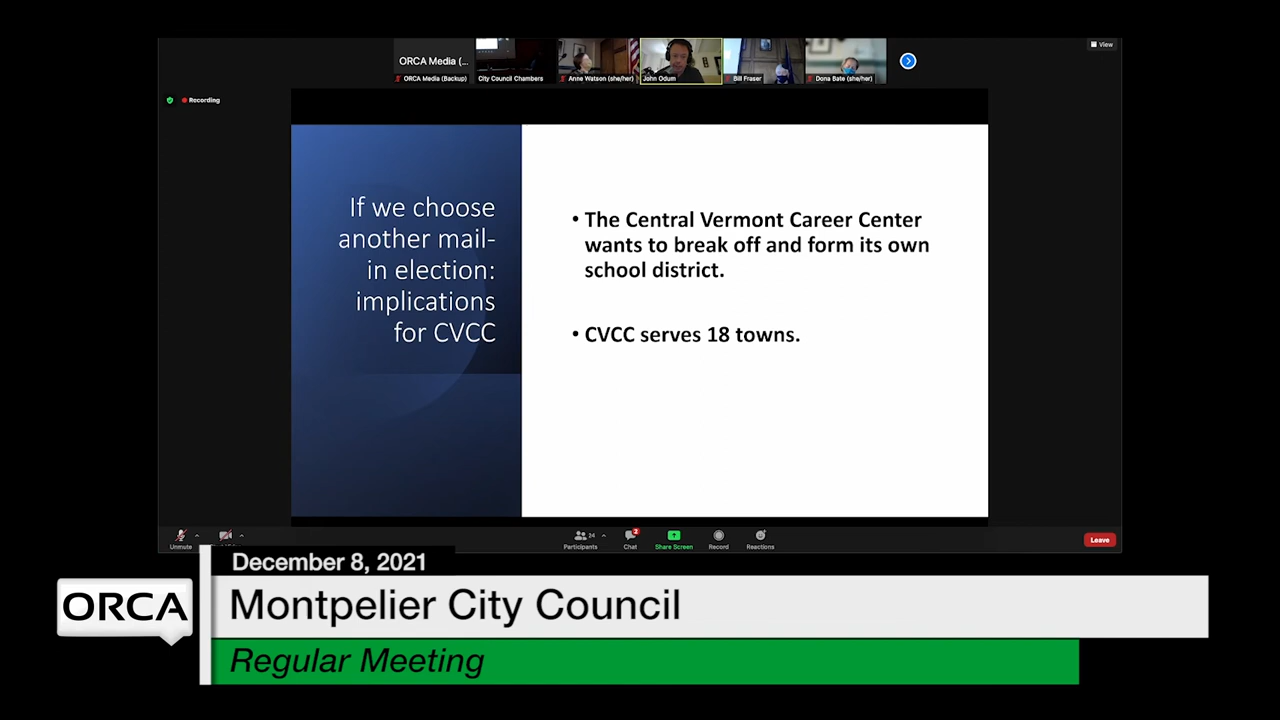 ORCA Media (...
View
ORCA Media (Backup)
City Council Chambers
Anne Watson (she/her)
John Odum
Bill Fraser
Dona Bate (she/her)
Recording
If we choose
another mail-
in election:
implications
for CVCC
• The Central Vermont Career Center
wants to break off and form its own
school district.
• CVCC serves 18 towns.
Unmute
24
2
Participants
Chat
Share Screen
Record
Reactions
Leave
December 8, 2021
ORCA
Montpelier City Council
Regular Meeting